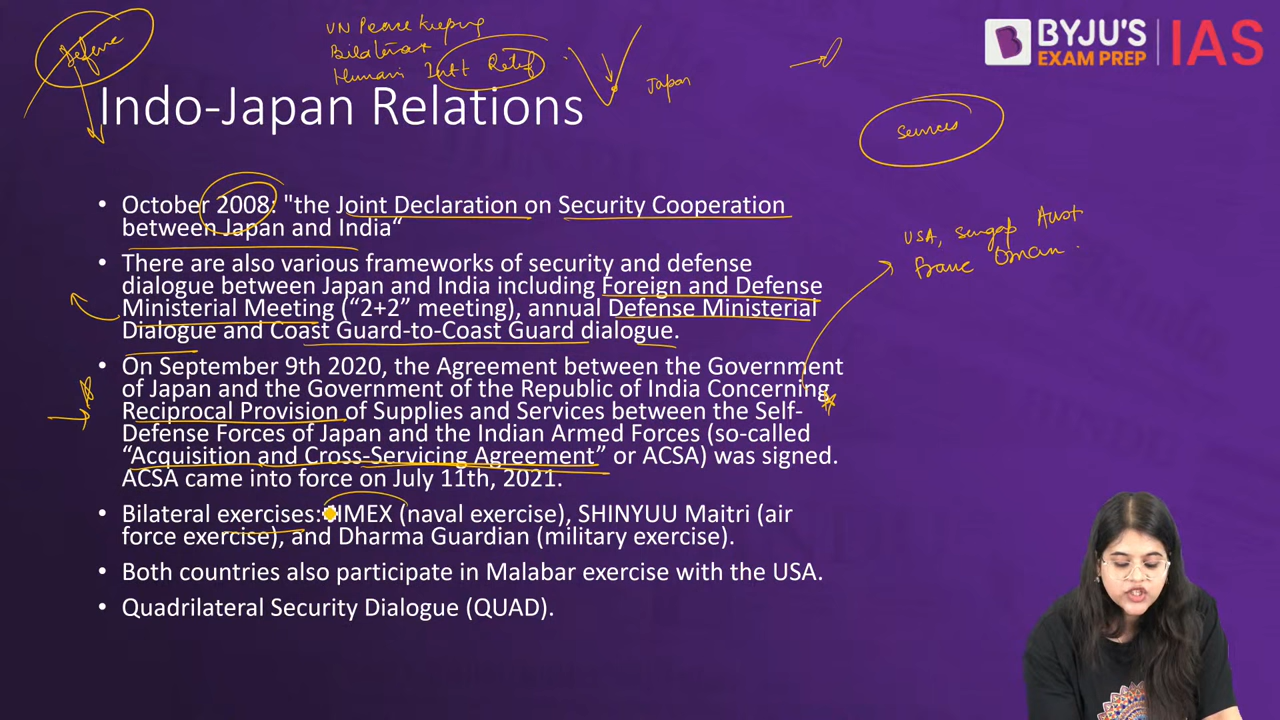 Defence
UN Peace Keeping
Bilateral
Humani Intt Relief
Japan
BYJU'S
EXAM PREP
IAS
Indo-Japan Relations
Services
• October 2008: "the Joint Declaration on Security Cooperation
between Japan and India“
USA, Singap Aust
France Oman
• There are also various frameworks of security and defense
dialogue between Japan and India including Foreign and Defense
Ministerial Meeting (“2+2” meeting), annual Defense Ministerial
Dialogue and Coast Guard-to-Coast Guard dialogue.
• On September 9th 2020, the Agreement between the Government
of Japan and the Government of the Republic of India Concerning
Reciprocal Provision of Supplies and Services between the Self-
Defense Forces of Japan and the Indian Armed Forces (so-called
“Acquisition and Cross-Servicing Agreement” or ACSA) was signed.
ACSA came into force on July 11th, 2021.
• Bilateral exercises: (naval exercise), SHINYUU Maitri (air
force exercise), and Dharma Guardian (military exercise).
• Both countries also participate in Malabar exercise with the USA.
• Quadrilateral Security Dialogue (QUAD).